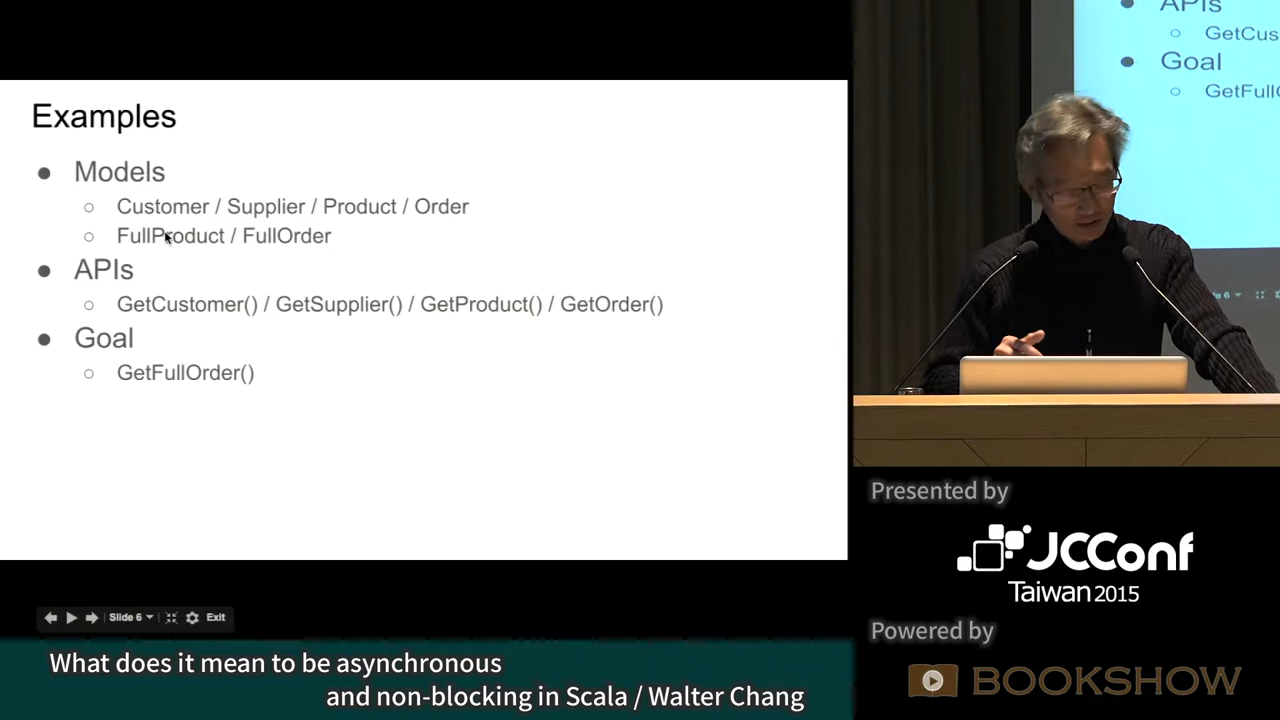 Examples
● Models
○ Customer / Supplier / Product / Order
○ FullProduct / FullOrder
● APIs
○ GetCustomer() / GetSupplier() / GetProduct() / GetOrder()
● Goal
○ GetFullOrder()
Slide 6
Exit
What does it mean to be asynchronous
and non-blocking in Scala / Walter Chang
● APIs
○ GetCus
● Goal
○ GetFull
Presented by
JCConf
Taiwan 2015
Powered by
BOOKSHOW